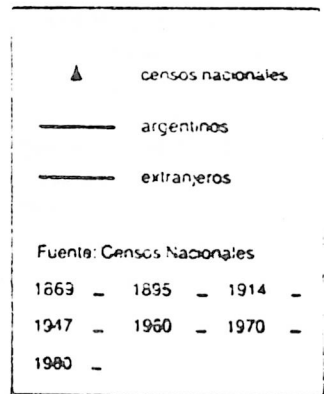 censos nacionales
argentinos
extranjeros
Fuente: Censos Nacionales
1869 - 1895 - 1914 -
1947 - 1960 - 1970 -
1980 -